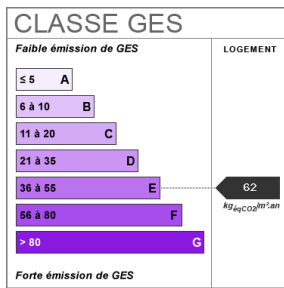 CLASSE GES
Faible émission de GES
LOGEMENT
≤ 5 A
6 à 10 B
11 à 20 C
21 à 35 D
36 à 55 E
62
kgéqCO2/m².an
56 à 80 F
> 80 G
Forte émission de GES